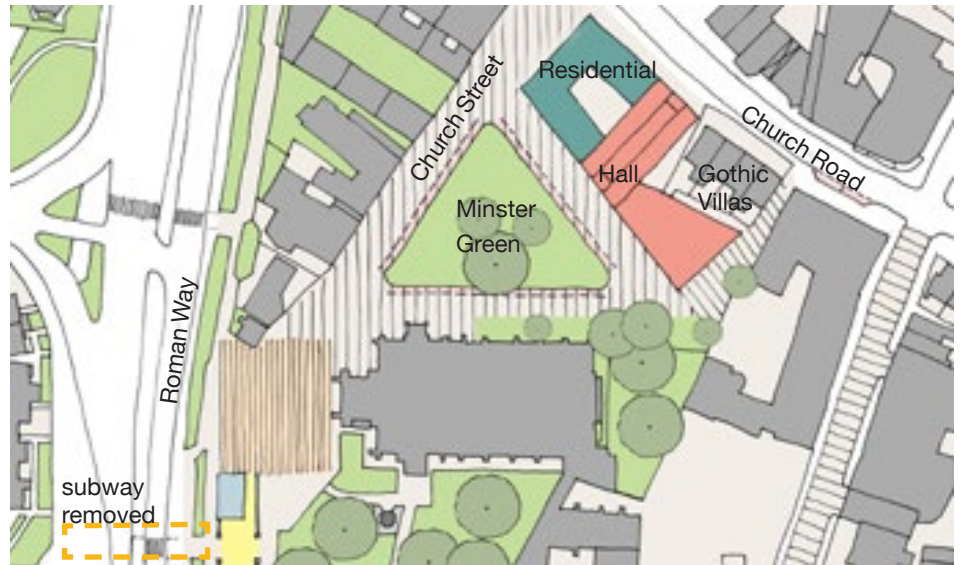 Residential
Church Street
Church Road
Hall
Gothic
Villas
Minster
Green
Roman Way
subway
removed